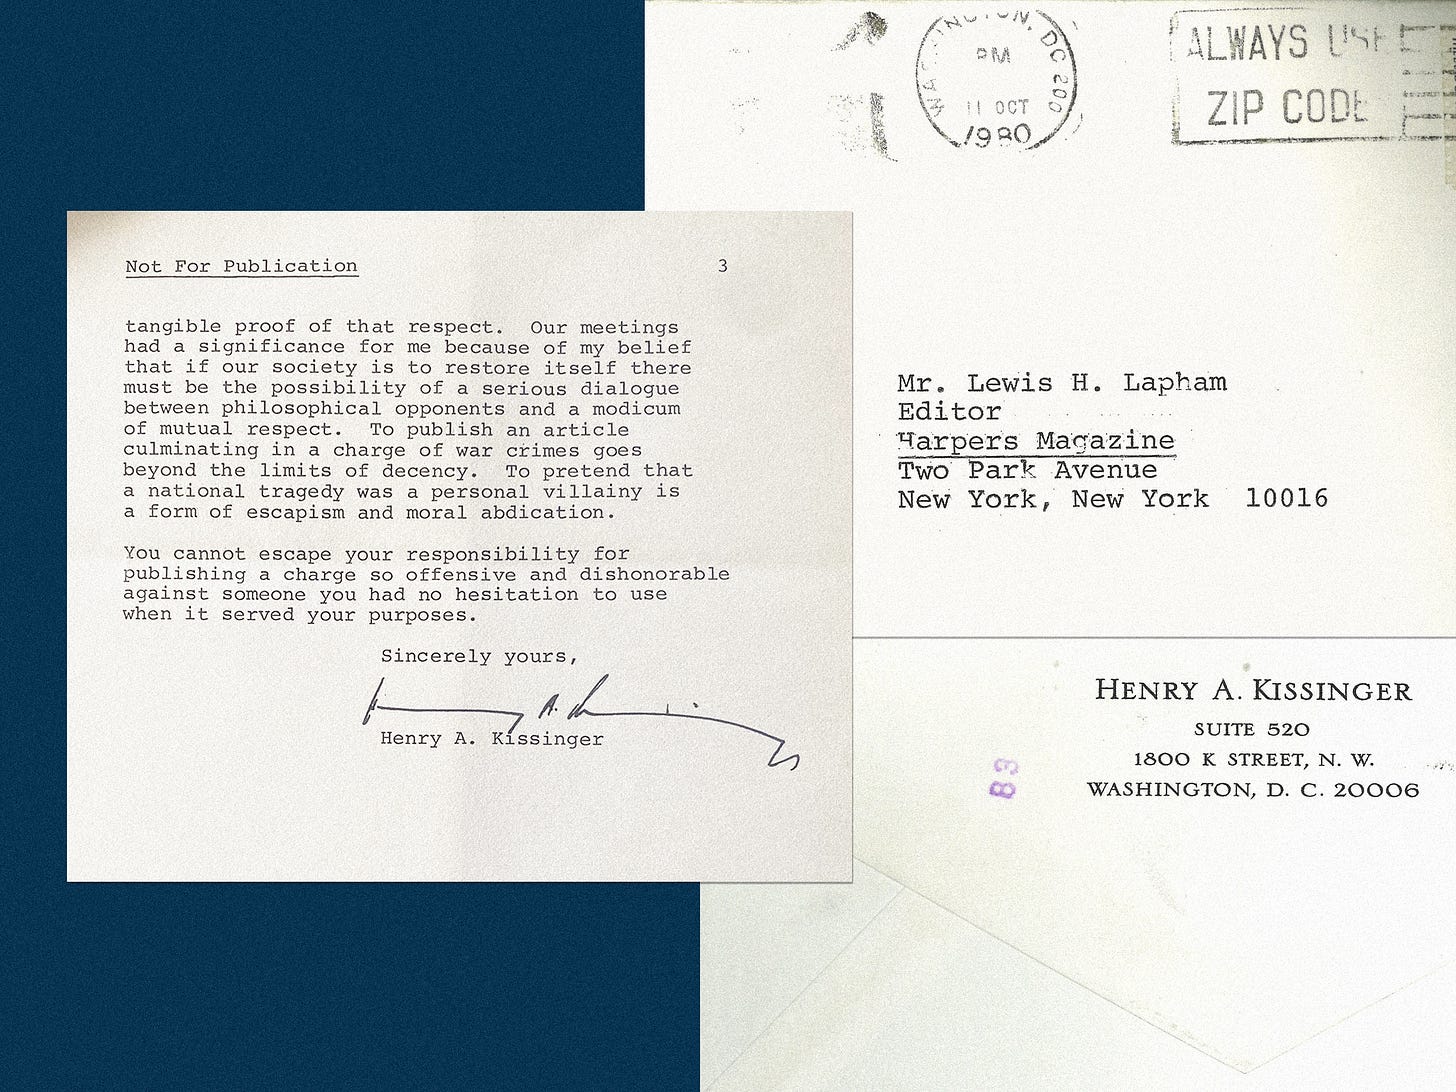 Not For Publication 3
tangible proof of that respect. Our meetings
had a significance for me because of my belief
that if our society is to restore itself there
must be the possibility of a serious dialogue
between philosophical opponents and a modicum
of mutual respect. To publish an article
culminating in a charge of war crimes goes
beyond the limits of decency. To pretend that
a national tragedy was a personal villainy is
a form of escapism and moral abdication.
You cannot escape your responsibility for
publishing a charge so offensive and dishonorable
against someone you had no hesitation to use
when it served your purposes.
Sincerely yours,
Henry A. Kissinger
Henry A. Kissinger
WASHINGTON, DC 200
PM
11 OCT
1980
ALWAYS USE
ZIP CODE
Mr. Lewis H. Lapham
Editor
Harpers Magazine
Two Park Avenue
New York, New York 10016
HENRY A. KISSINGER
SUITE 520
1800 K STREET, N. W.
WASHINGTON, D. C. 20006
B3